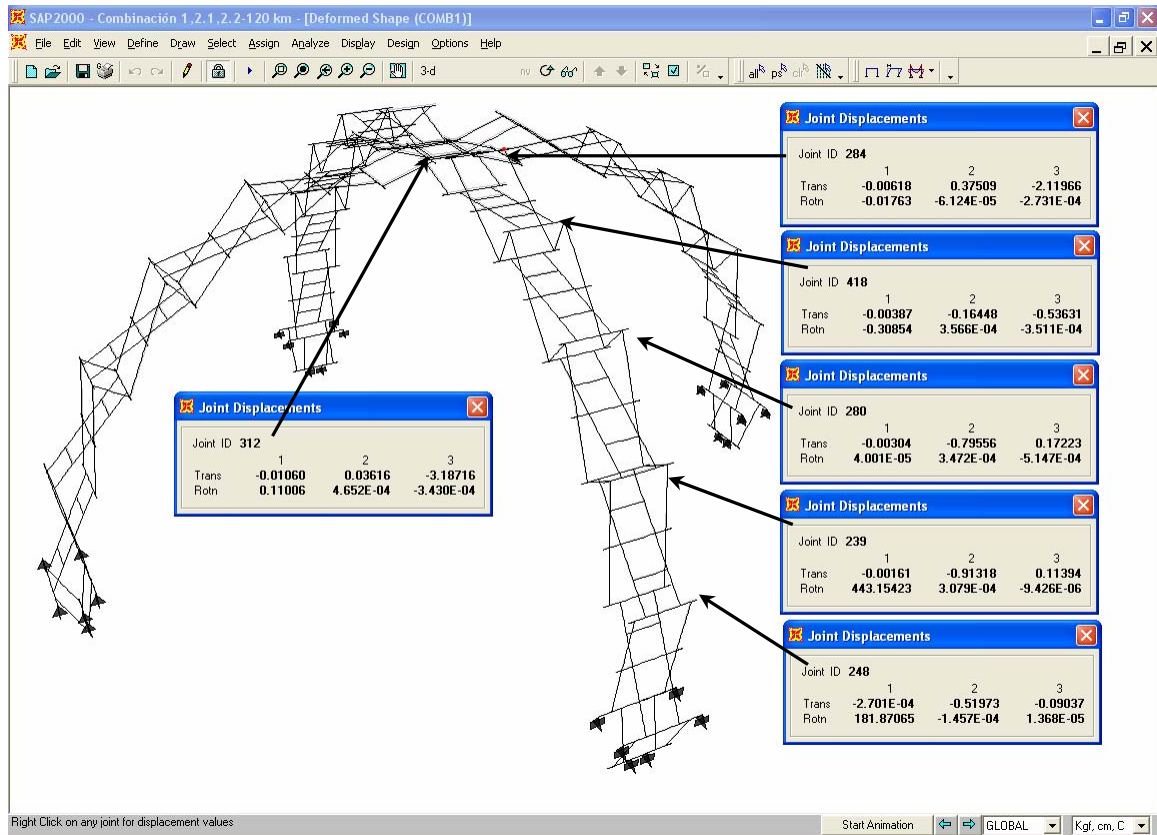 SAP2000 - Combinación 1,2.1,2.2-120 km - [Deformed Shape (COMB1)]
File Edit View Define Draw Select Assign Analyze Display Design Options Help
3-d nv all ps clr
Joint Displacements
Joint ID 284
1 2 3
Trans -0.00618 0.37509 -2.11966
Rotn -0.01763 -6.124E-05 -2.731E-04
Joint Displacements
Joint ID 418
1 2 3
Trans -0.00387 -0.16448 -0.53631
Rotn -0.30854 3.566E-04 -3.511E-04
Joint Displacements
Joint ID 280
1 2 3
Trans -0.00304 -0.79556 0.17223
Rotn 4.001E-05 3.472E-04 -5.147E-04
Joint Displacements
Joint ID 312
1 2 3
Trans -0.01060 0.03616 -3.18716
Rotn 0.11006 4.652E-04 -3.430E-04
Joint Displacements
Joint ID 239
1 2 3
Trans -0.00161 -0.91318 0.11394
Rotn 443.15423 3.079E-04 -9.426E-06
Joint Displacements
Joint ID 248
1 2 3
Trans -2.701E-04 -0.51973 -0.09037
Rotn 181.87065 -1.457E-04 1.368E-05
Right Click on any joint for displacement values
Start Animation GLOBAL Kgf, cm, C